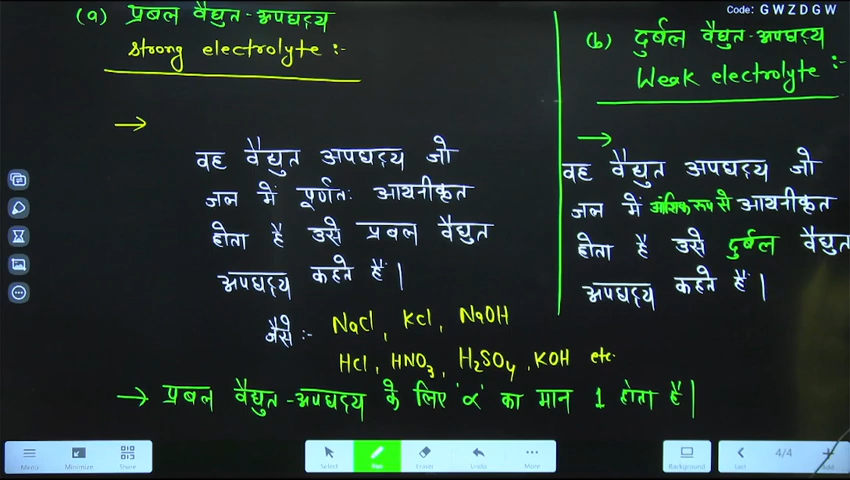 Code: G W Z D G W
(a) प्रबल वैद्युत-अपघट्य
Strong electrolyte :-
→
वह वैद्युत अपघट्य जो
जल में पूर्णतः आयनीकृत
होता है उसे प्रबल वैद्युत
अपघट्य कहते हैं।
जैसे :- NaCl, KCl, NaOH
HCl, HNO3, H2SO4, KOH etc.
→ प्रबल वैद्युत-अपघट्य के लिए 'α' का मान 1 होता है।
(b) दुर्बल वैद्युत-अपघट्य
Weak electrolyte :-
→
वह वैद्युत अपघट्य जो
जल में आंशिक रूप से आयनीकृत
होता है उसे दुर्बल वैद्युत
अपघट्य कहते हैं।
Menu Minimize Share Select Pen Eraser Undo More Background Last 4/4 Add